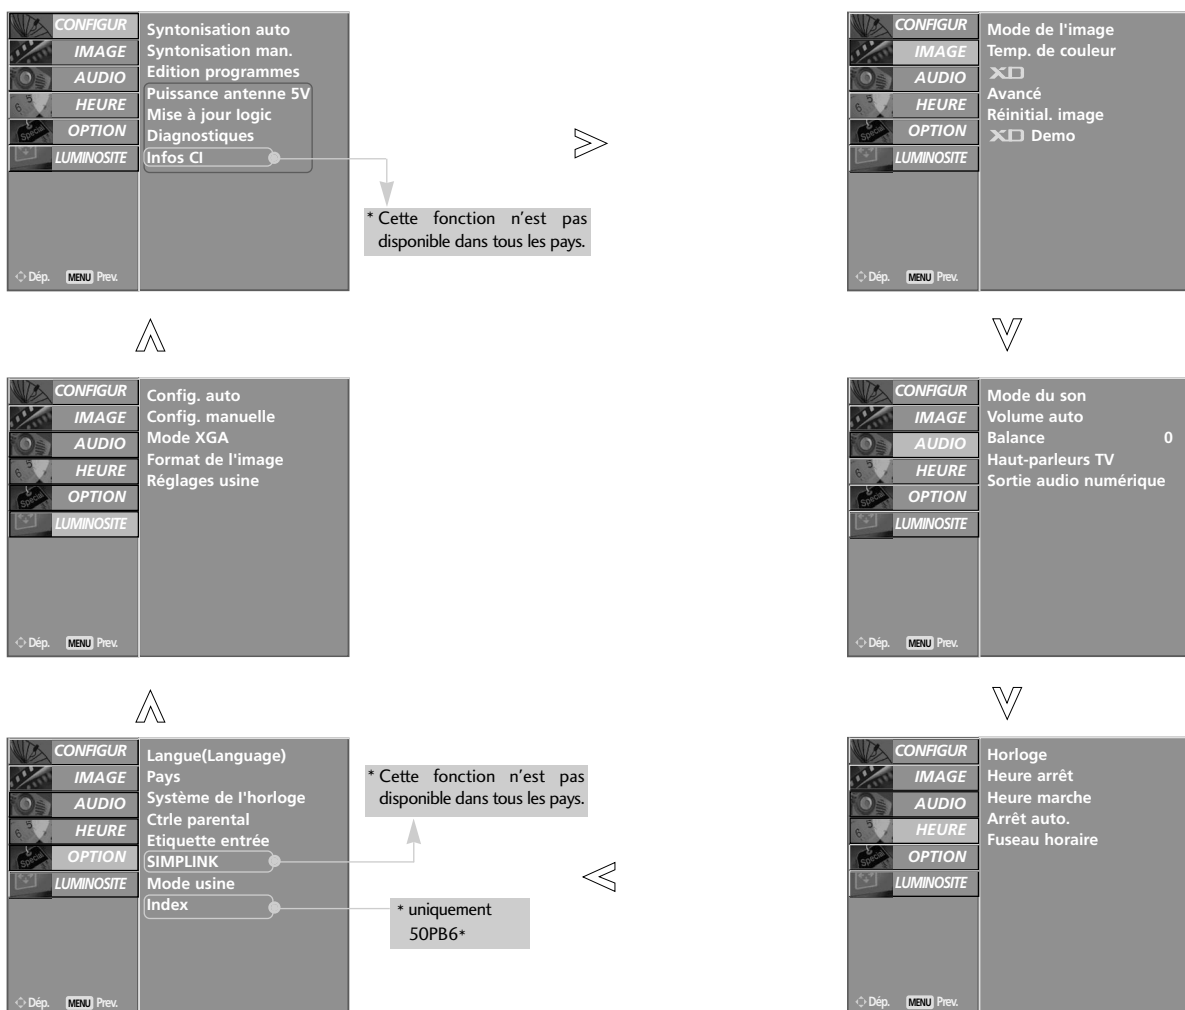 CONFIGUR
IMAGE
AUDIO
HEURE
OPTION
LUMINOSITE
Syntonisation auto
Syntonisation man.
Edition programmes
Puissance antenne 5V
Mise à jour logic
Diagnostiques
Infos CI
Dép. MENU Prev.
* Cette fonction n'est pas
disponible dans tous les pays.
CONFIGUR
IMAGE
AUDIO
HEURE
OPTION
LUMINOSITE
Mode de l'image
Temp. de couleur
XD
Avancé
Réinitial. image
XD Demo
Dép. MENU Prev.
CONFIGUR
IMAGE
AUDIO
HEURE
OPTION
LUMINOSITE
Config. auto
Config. manuelle
Mode XGA
Format de l'image
Réglages usine
Dép. MENU Prev.
CONFIGUR
IMAGE
AUDIO
HEURE
OPTION
LUMINOSITE
Mode du son
Volume auto
Balance 0
Haut-parleurs TV
Sortie audio numérique
Dép. MENU Prev.
CONFIGUR
IMAGE
AUDIO
HEURE
OPTION
LUMINOSITE
Langue(Language)
Pays
Système de l'horloge
Ctrle parental
Etiquette entrée
SIMPLINK
Mode usine
Index
Dép. MENU Prev.
* Cette fonction n'est pas
disponible dans tous les pays.
* uniquement
50PB6*
CONFIGUR
IMAGE
AUDIO
HEURE
OPTION
LUMINOSITE
Horloge
Heure arrêt
Heure marche
Arrêt auto.
Fuseau horaire
Dép. MENU Prev.